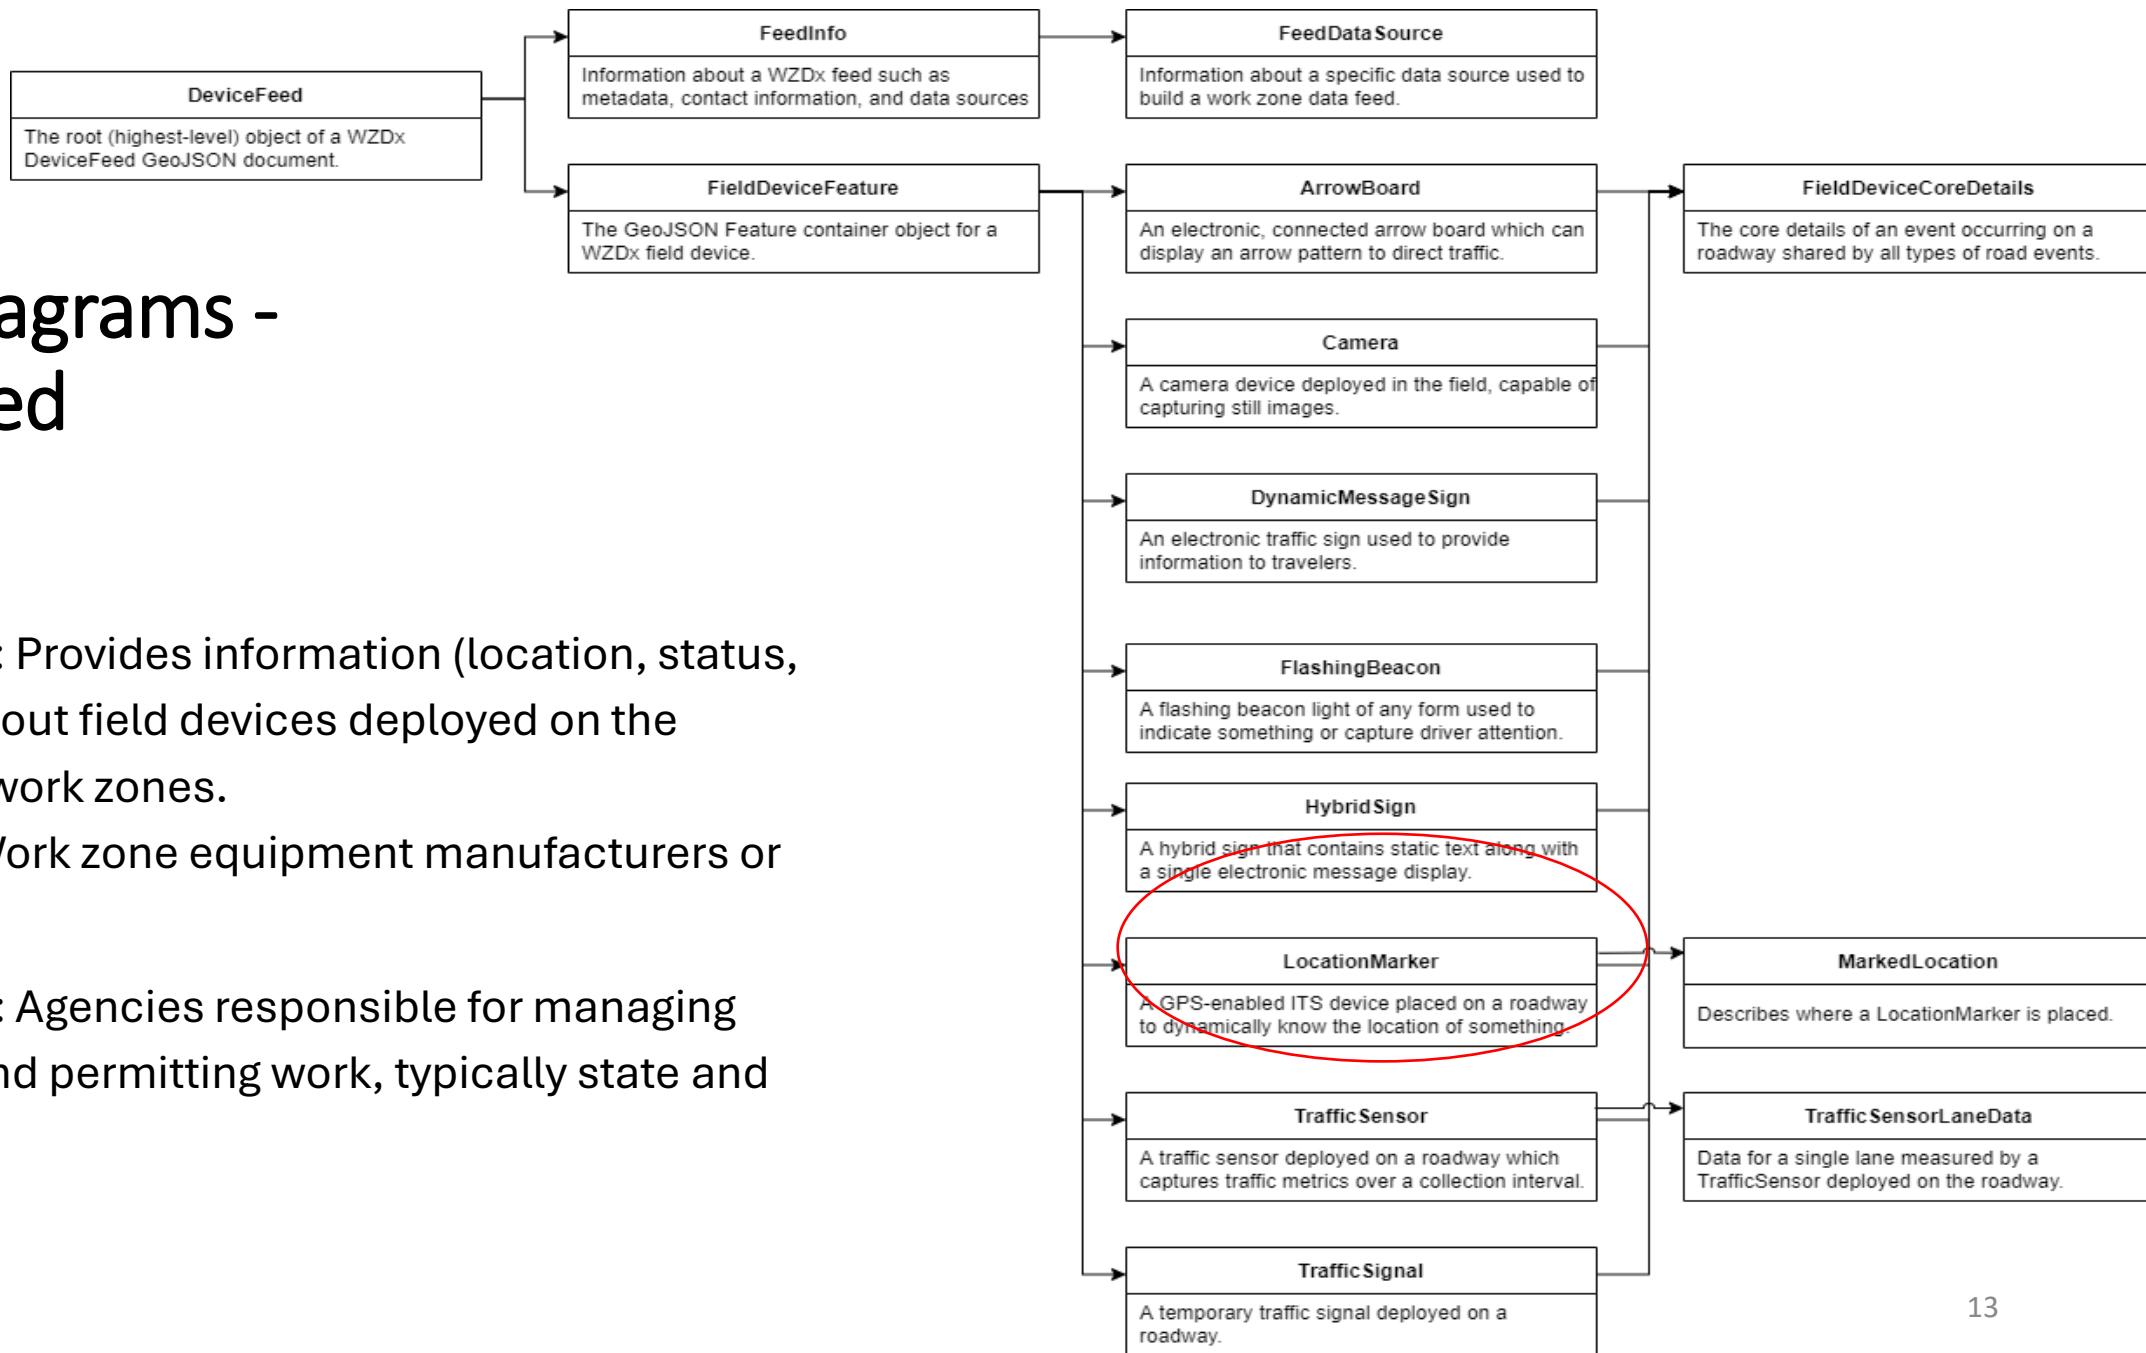 DeviceFeed
The root (highest-level) object of a WZDx
DeviceFeed GeoJSON document.
FeedInfo
Information about a WZDx feed such as
metadata, contact information, and data sources
FeedDataSource
Information about a specific data source used to
build a work zone data feed.
FieldDeviceFeature
The GeoJSON Feature container object for a
WZDx field device.
ArrowBoard
An electronic, connected arrow board which can
display an arrow pattern to direct traffic.
FieldDeviceCoreDetails
The core details of an event occurring on a
roadway shared by all types of road events.
agrams -
ed
Camera
A camera device deployed in the field, capable of
capturing still images.
DynamicMessageSign
An electronic traffic sign used to provide
information to travelers.
: Provides information (location, status,
out field devices deployed on the
work zones.
Work zone equipment manufacturers or
: Agencies responsible for managing
nd permitting work, typically state and
FlashingBeacon
A flashing beacon light of any form used to
indicate something or capture driver attention.
HybridSign
A hybrid sign that contains static text along with
a single electronic message display.
LocationMarker
A GPS-enabled ITS device placed on a roadway
to dynamically know the location of something.
MarkedLocation
Describes where a LocationMarker is placed.
TrafficSensor
A traffic sensor deployed on a roadway which
captures traffic metrics over a collection interval.
TrafficSensorLaneData
Data for a single lane measured by a
TrafficSensor deployed on the roadway.
TrafficSignal
A temporary traffic signal deployed on a
roadway.
13